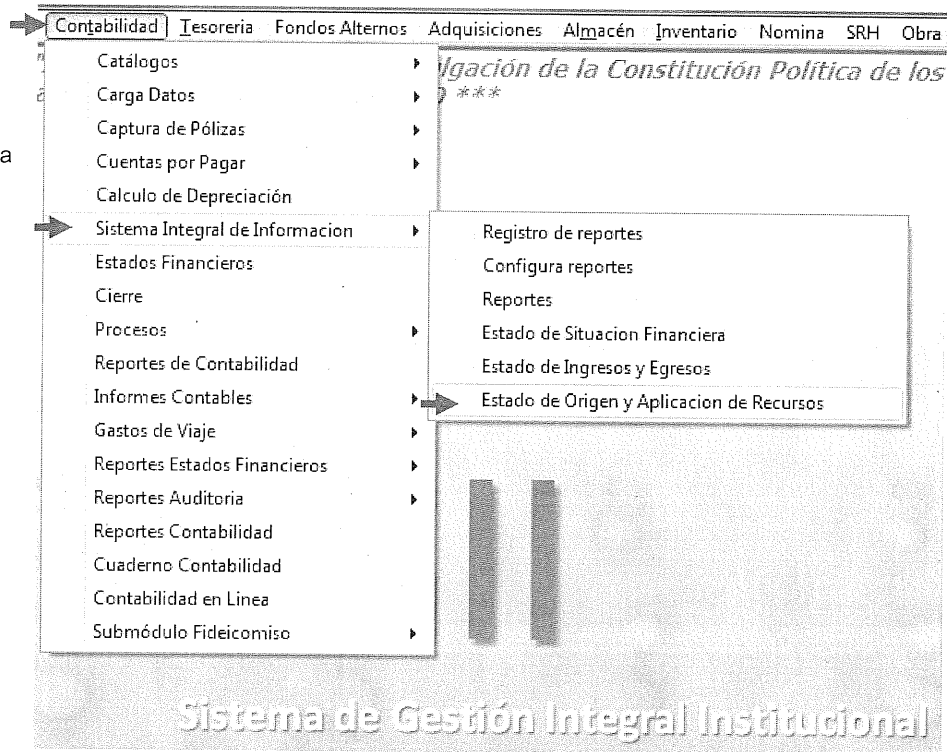 Contabilidad Tesoreria Fondos Alternos Adquisiciones Almacén Inventario Nomina SRH Obra
lgación de la Constitución Política de los
***
a
Catálogos
Carga Datos
Captura de Pólizas
Cuentas por Pagar
Calculo de Depreciación
Sistema Integral de Informacion
Estados Financieros
Cierre
Procesos
Reportes de Contabilidad
Informes Contables
Gastos de Viaje
Reportes Estados Financieros
Reportes Auditoria
Reportes Contabilidad
Cuaderno Contabilidad
Contabilidad en Linea
Submódulo Fideicomiso
Registro de reportes
Configura reportes
Reportes
Estado de Situacion Financiera
Estado de Ingresos y Egresos
Estado de Origen y Aplicacion de Recursos
Sistema de Gestión Integral Institucional